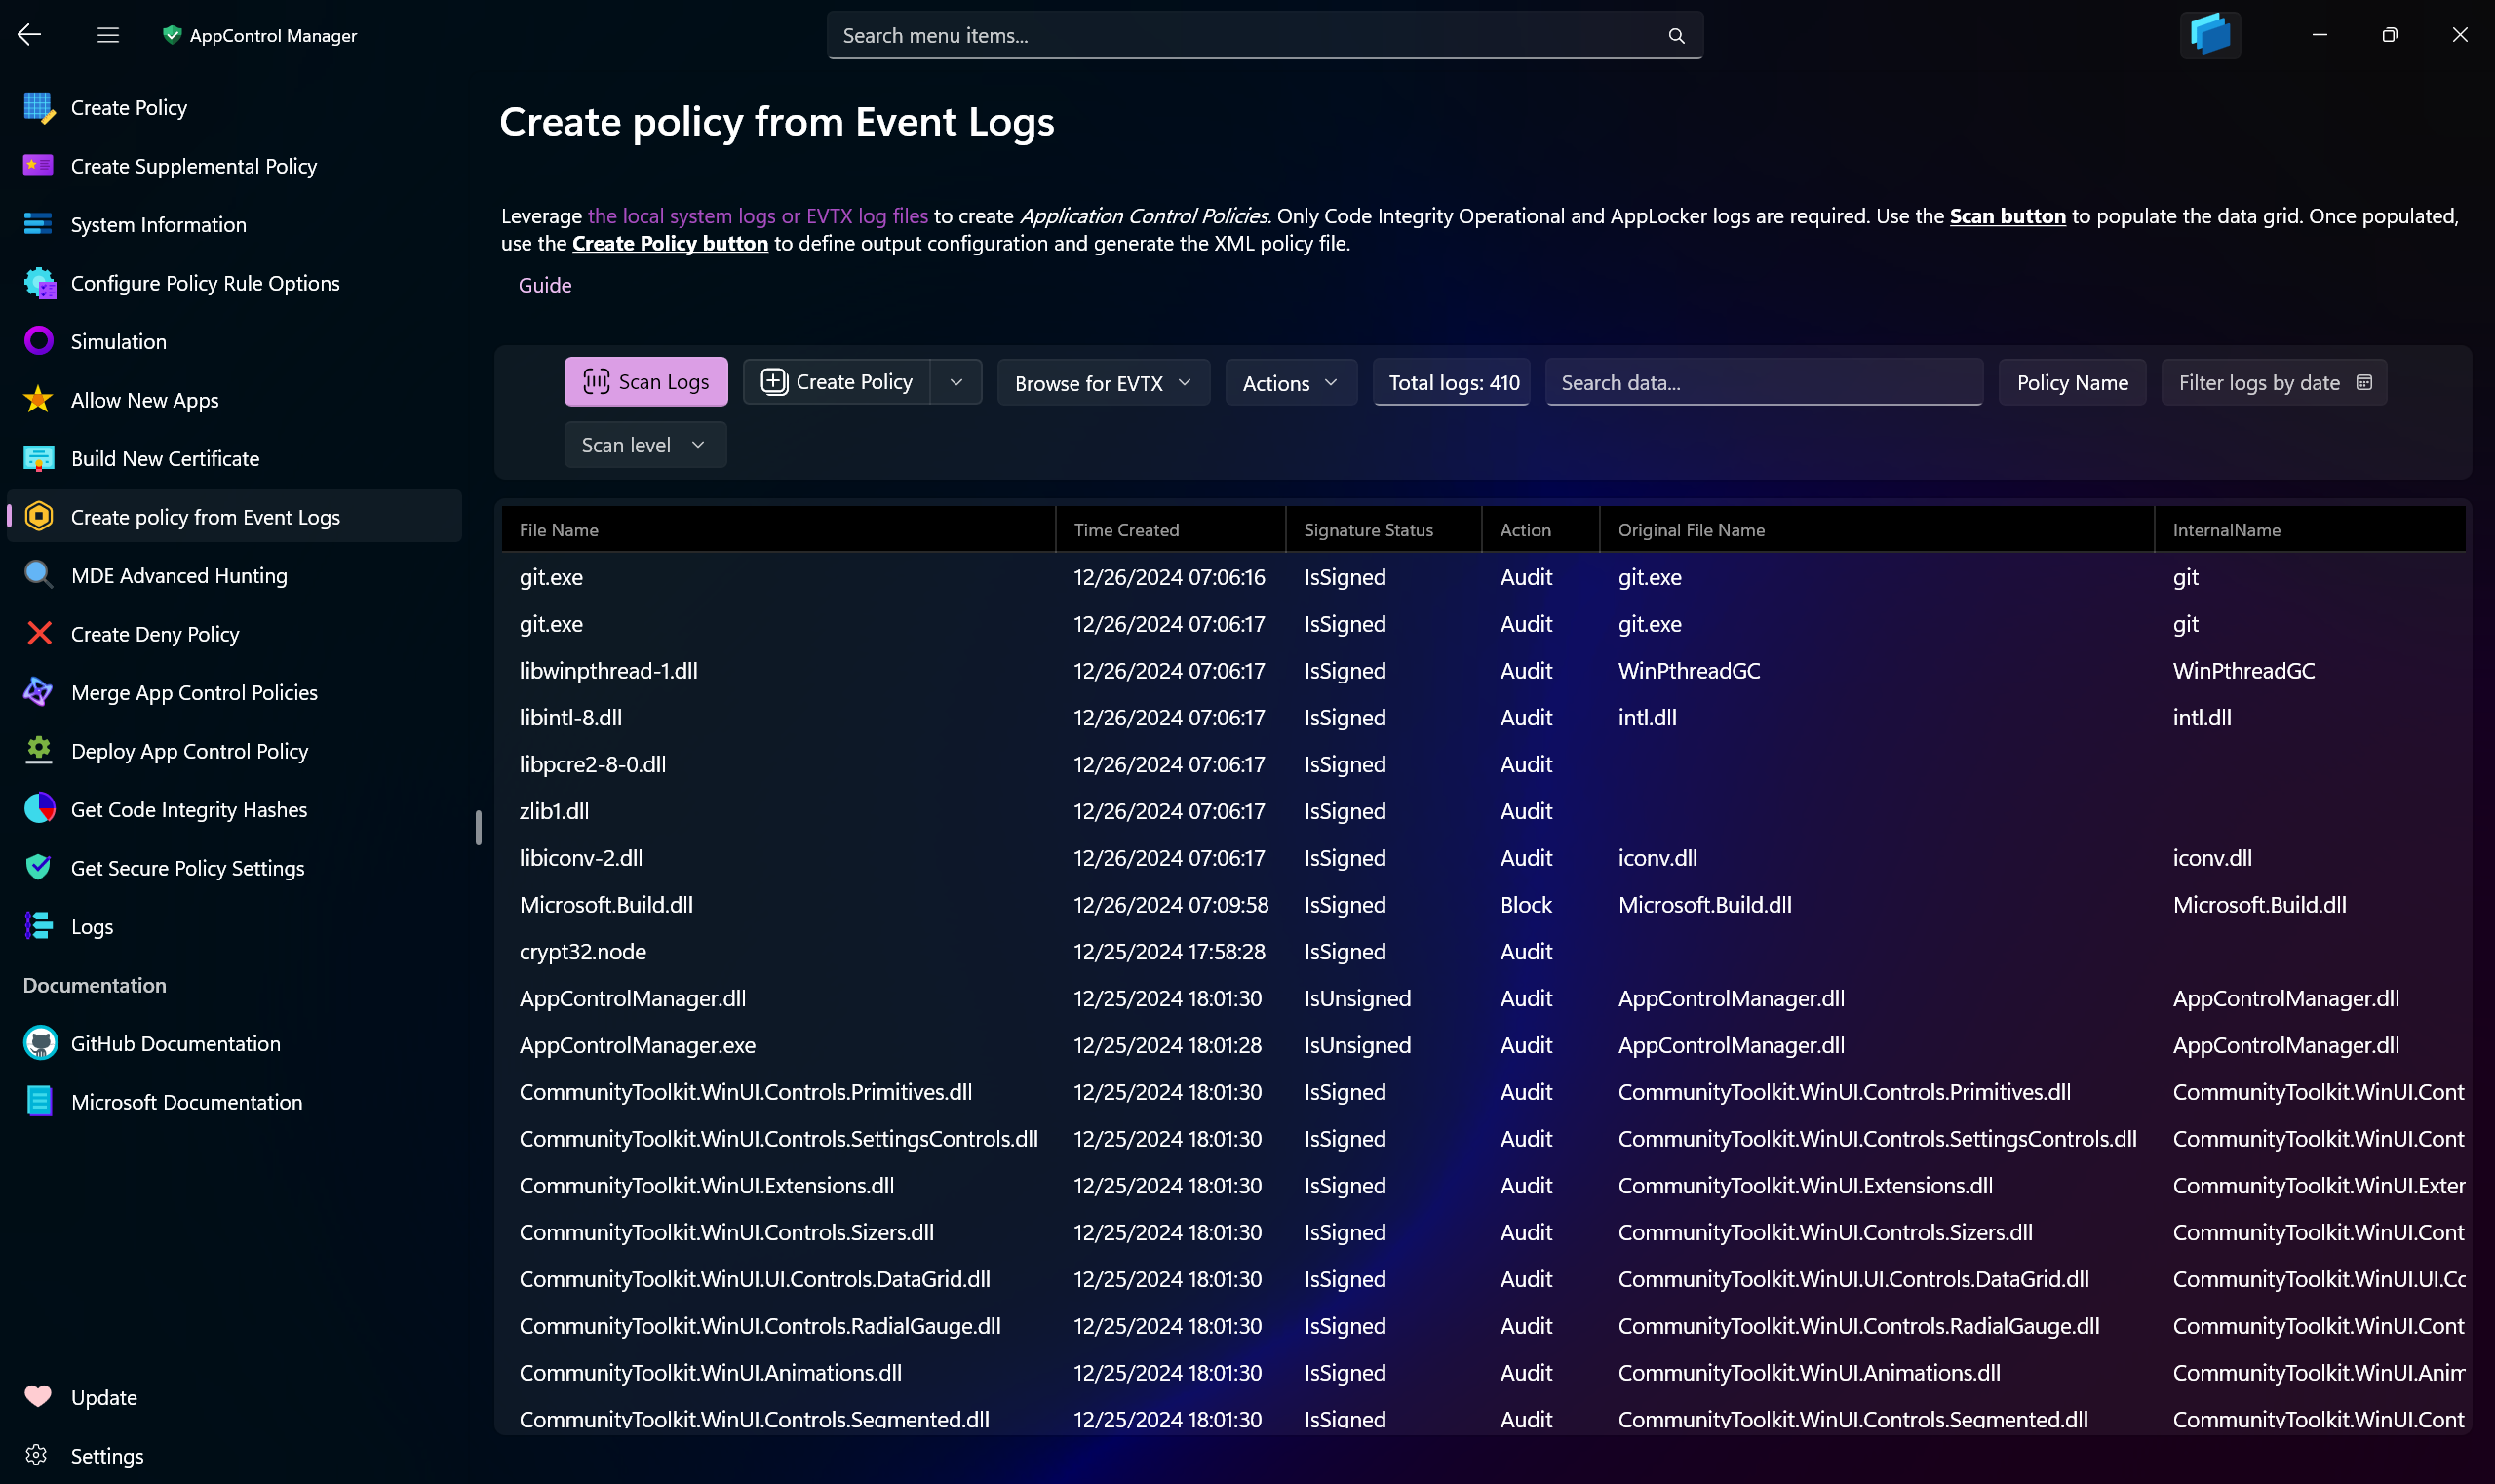 AppControl Manager
Search menu items...
Create Policy
Create Supplemental Policy
System Information
Configure Policy Rule Options
Simulation
Allow New Apps
Build New Certificate
Create policy from Event Logs
MDE Advanced Hunting
Create Deny Policy
Merge App Control Policies
Deploy App Control Policy
Get Code Integrity Hashes
Get Secure Policy Settings
Logs
Documentation
GitHub Documentation
Microsoft Documentation
Update
Settings
Create policy from Event Logs
Leverage the local system logs or EVTX log files to create Application Control Policies. Only Code Integrity Operational and AppLocker logs are required. Use the Scan button to populate the data grid. Once populated,
use the Create Policy button to define output configuration and generate the XML policy file.
Guide
Scan Logs Create Policy Browse for EVTX Actions Total logs: 410 Search data... Policy Name Filter logs by date
Scan level
File Name Time Created Signature Status Action Original File Name InternalName
git.exe 12/26/2024 07:06:16 IsSigned Audit git.exe git
git.exe 12/26/2024 07:06:17 IsSigned Audit git.exe git
libwinpthread-1.dll 12/26/2024 07:06:17 IsSigned Audit WinPthreadGC WinPthreadGC
libintl-8.dll 12/26/2024 07:06:17 IsSigned Audit intl.dll intl.dll
libpcre2-8-0.dll 12/26/2024 07:06:17 IsSigned Audit
zlib1.dll 12/26/2024 07:06:17 IsSigned Audit
libiconv-2.dll 12/26/2024 07:06:17 IsSigned Audit iconv.dll iconv.dll
Microsoft.Build.dll 12/26/2024 07:09:58 IsSigned Block Microsoft.Build.dll Microsoft.Build.dll
crypt32.node 12/25/2024 17:58:28 IsSigned Audit
AppControlManager.dll 12/25/2024 18:01:30 IsUnsigned Audit AppControlManager.dll AppControlManager.dll
AppControlManager.exe 12/25/2024 18:01:28 IsUnsigned Audit AppControlManager.dll AppControlManager.dll
CommunityToolkit.WinUI.Controls.Primitives.dll 12/25/2024 18:01:30 IsSigned Audit CommunityToolkit.WinUI.Controls.Primitives.dll CommunityToolkit.WinUI.Cont
CommunityToolkit.WinUI.Controls.SettingsControls.dll 12/25/2024 18:01:30 IsSigned Audit CommunityToolkit.WinUI.Controls.SettingsControls.dll CommunityToolkit.WinUI.Cont
CommunityToolkit.WinUI.Extensions.dll 12/25/2024 18:01:30 IsSigned Audit CommunityToolkit.WinUI.Extensions.dll CommunityToolkit.WinUI.Exter
CommunityToolkit.WinUI.Controls.Sizers.dll 12/25/2024 18:01:30 IsSigned Audit CommunityToolkit.WinUI.Controls.Sizers.dll CommunityToolkit.WinUI.Cont
CommunityToolkit.WinUI.UI.Controls.DataGrid.dll 12/25/2024 18:01:30 IsSigned Audit CommunityToolkit.WinUI.UI.Controls.DataGrid.dll CommunityToolkit.WinUI.UI.Cc
CommunityToolkit.WinUI.Controls.RadialGauge.dll 12/25/2024 18:01:30 IsSigned Audit CommunityToolkit.WinUI.Controls.RadialGauge.dll CommunityToolkit.WinUI.Cont
CommunityToolkit.WinUI.Animations.dll 12/25/2024 18:01:30 IsSigned Audit CommunityToolkit.WinUI.Animations.dll CommunityToolkit.WinUI.Anim
CommunityToolkit.WinUI.Controls.Segmented.dll 12/25/2024 18:01:30 IsSigned Audit CommunityToolkit.WinUI.Controls.Segmented.dll CommunityToolkit.WinUI.Cont